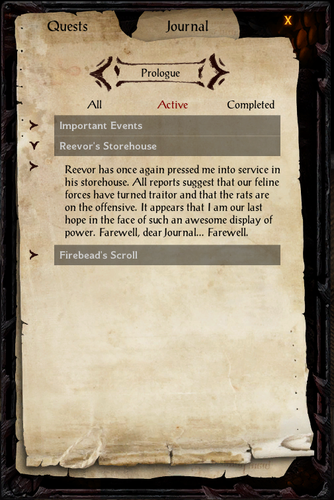 Quests Journal X
Prologue
All Active Completed
Important Events
Reevor's Storehouse
Reevor has once again pressed me into service in
his storehouse. All reports suggest that our feline
forces have turned traitor and that the rats are
on the offensive. It appears that I am our last
hope in the face of such an awesome display of
power. Farewell, dear Journal... Farewell.
Firebead's Scroll